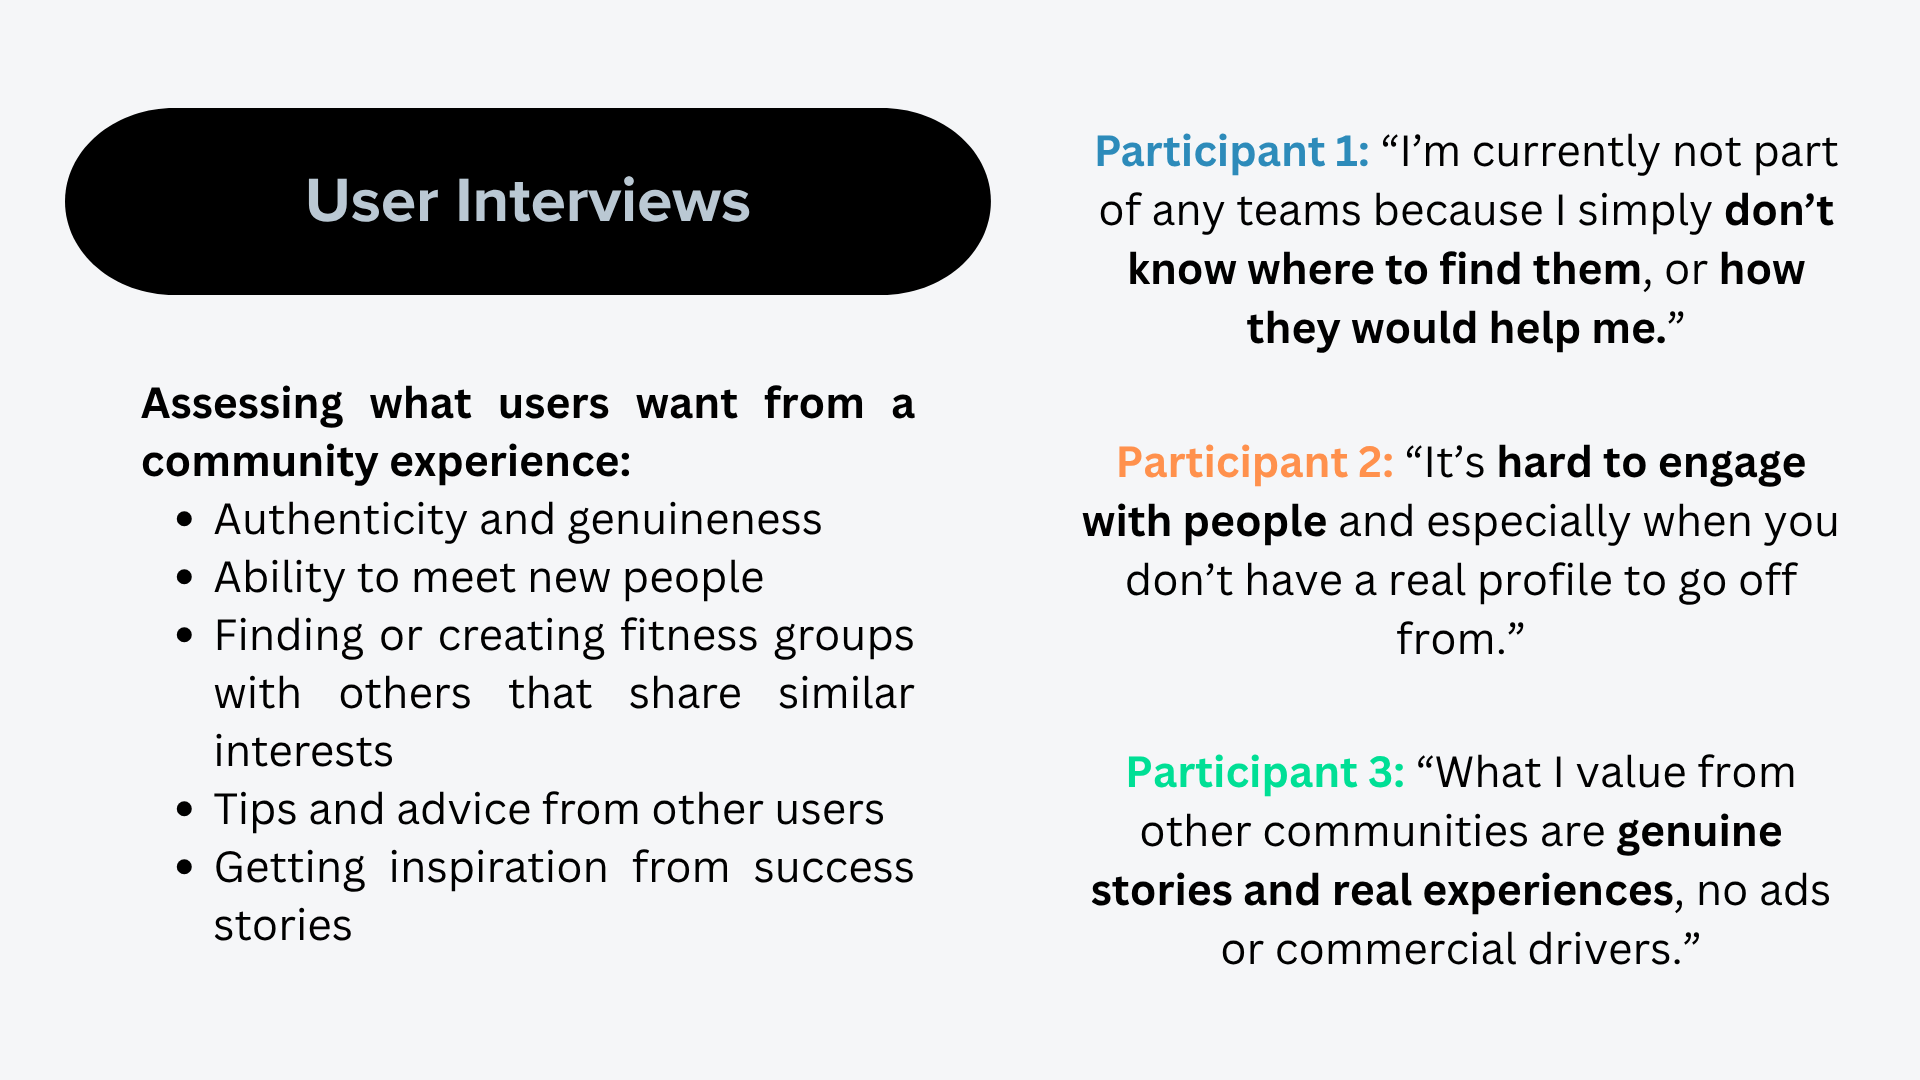 User Interviews
Assessing what users want from a
community experience:
• Authenticity and genuineness
• Ability to meet new people
• Finding or creating fitness groups
with others that share similar
interests
• Tips and advice from other users
• Getting inspiration from success
stories
Participant 1: “I’m currently not part
of any teams because I simply don’t
know where to find them, or how
they would help me.”
Participant 2: “It’s hard to engage
with people and especially when you
don’t have a real profile to go off
from.”
Participant 3: “What I value from
other communities are genuine
stories and real experiences, no ads
or commercial drivers.”